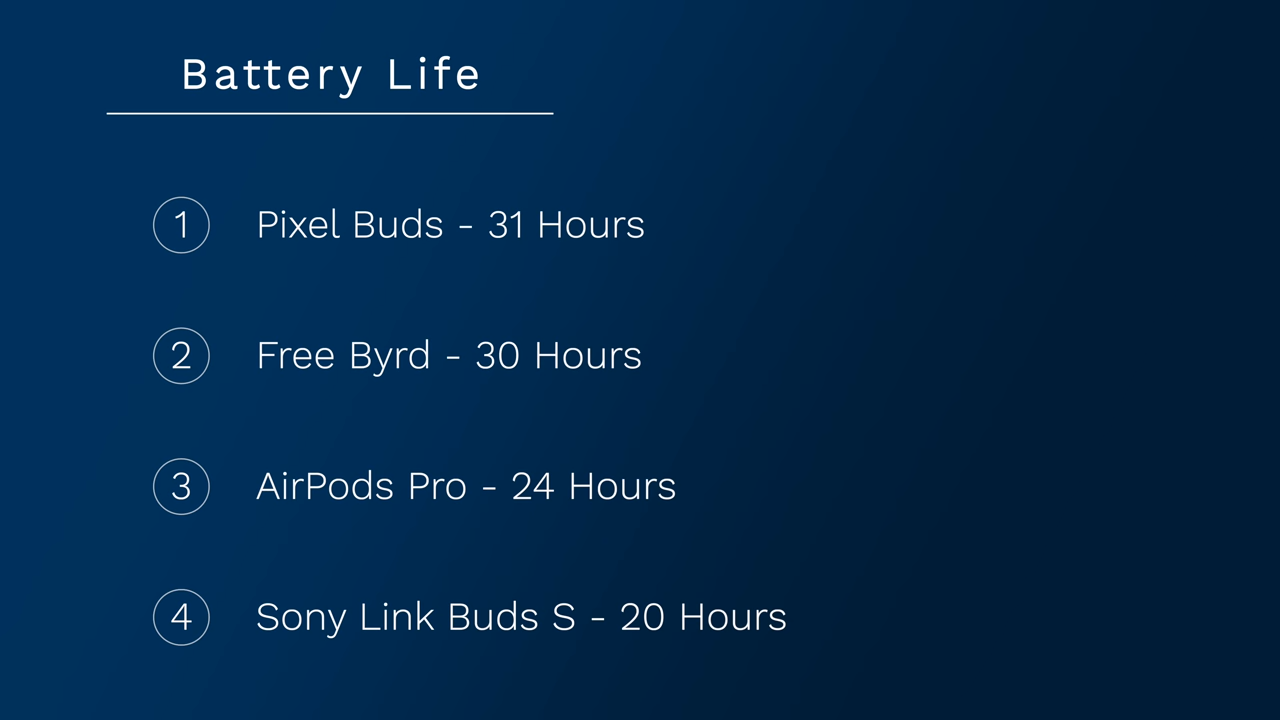 Battery Life
1 Pixel Buds - 31 Hours
2 Free Byrd - 30 Hours
3 AirPods Pro - 24 Hours
4 Sony Link Buds S - 20 Hours